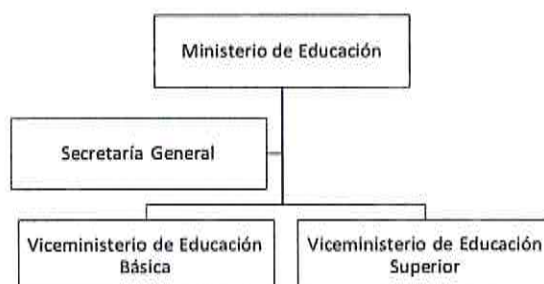 Ministerio de Educación
Secretaría General
Viceministerio de Educación
Básica
Viceministerio de Educación
Superior